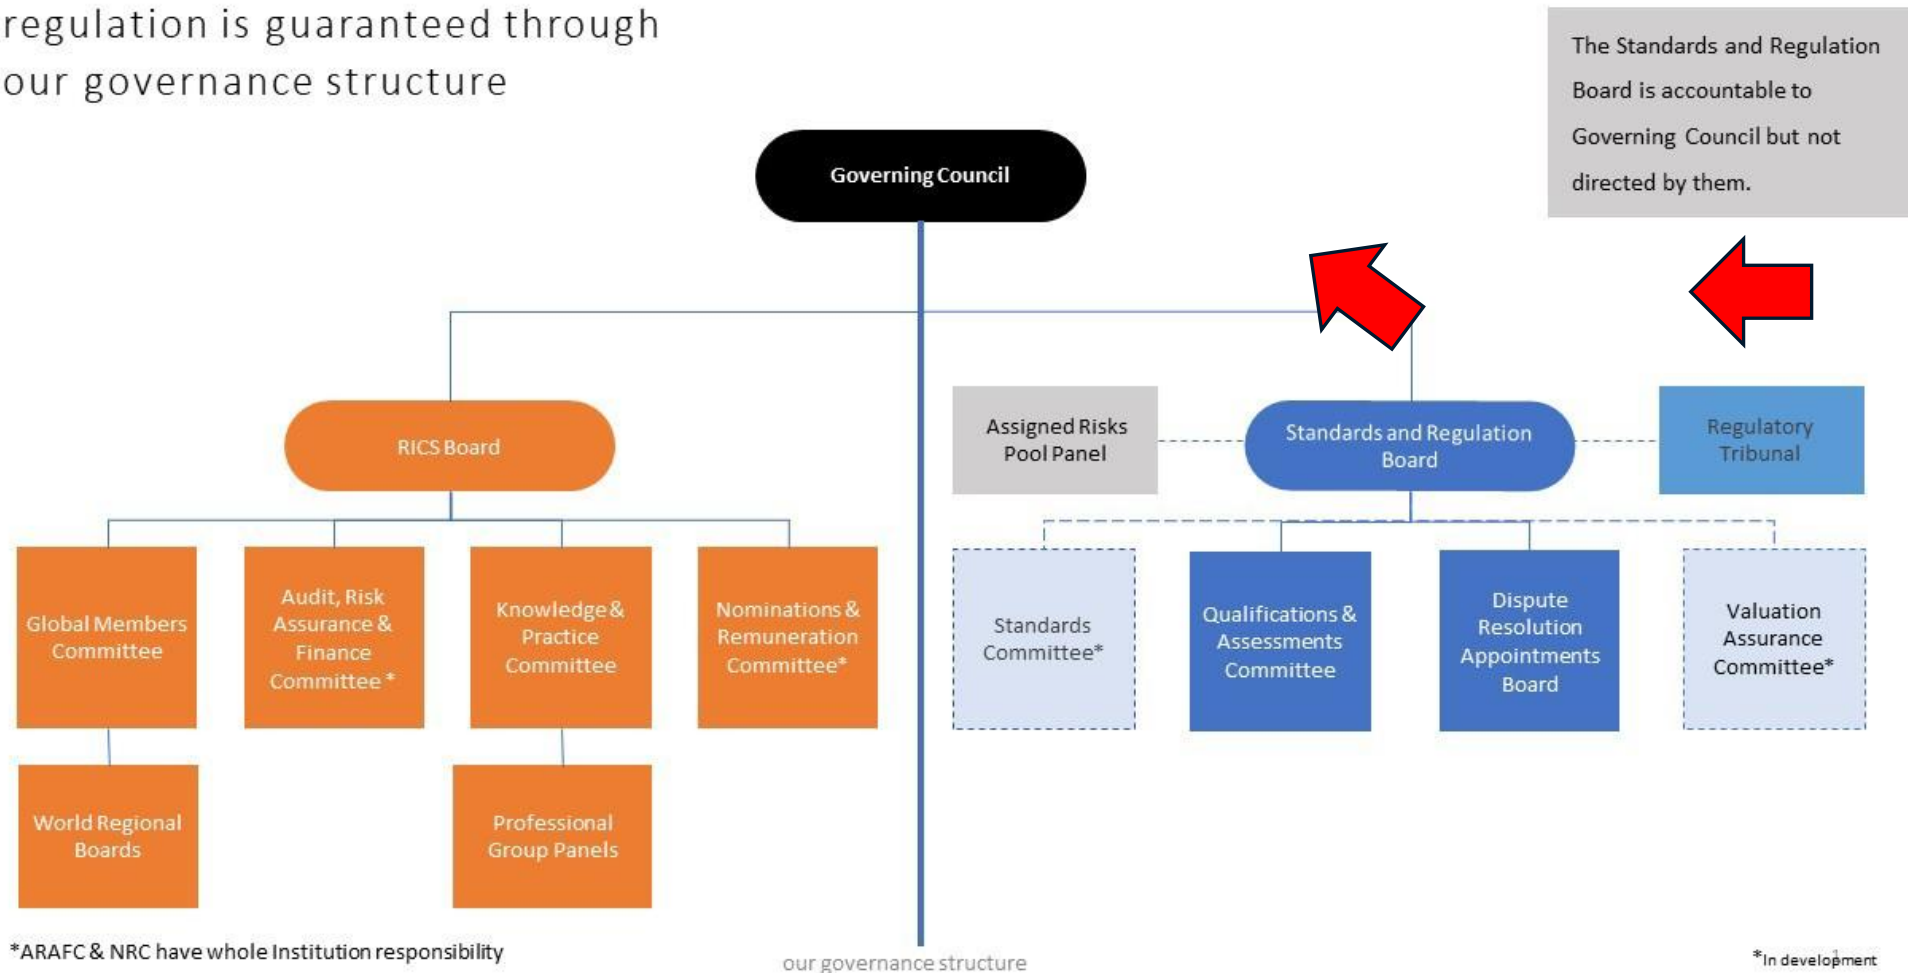 regulation is guaranteed through
our governance structure
The Standards and Regulation
Board is accountable to
Governing Council but not
directed by them.
Governing Council
RICS Board
Assigned Risks
Pool Panel
Standards and Regulation
Board
Regulatory
Tribunal
Global Members
Committee
Audit, Risk
Assurance &
Finance
Committee *
Knowledge &
Practice
Committee
Nominations &
Remuneration
Committee*
Standards
Committee*
Qualifications &
Assessments
Committee
Dispute
Resolution
Appointments
Board
Valuation
Assurance
Committee*
World Regional
Boards
Professional
Group Panels
*ARAFC & NRC have whole Institution responsibility
our governance structure
*In development